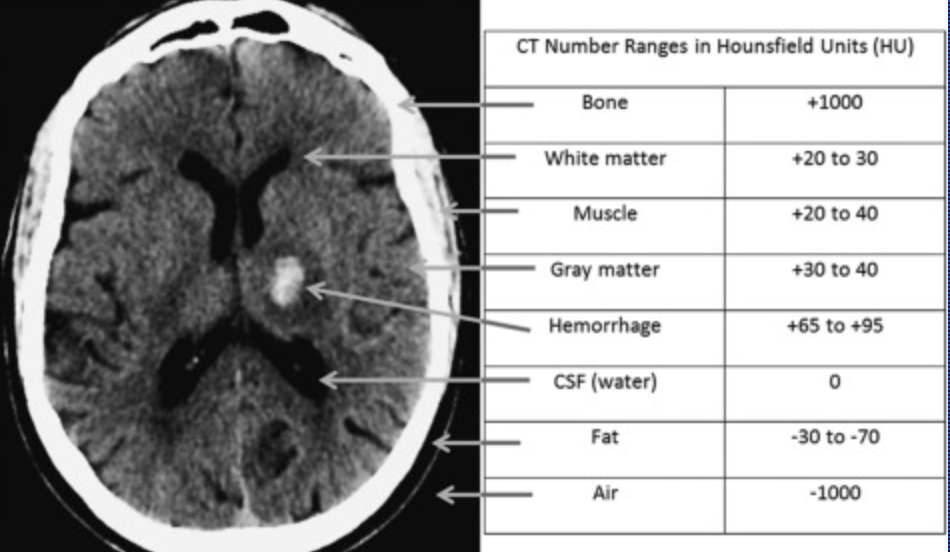 CT Number Ranges in Hounsfield Units (HU)
Bone +1000
White matter +20 to 30
Muscle +20 to 40
Gray matter +30 to 40
Hemorrhage +65 to +95
CSF (water) 0
Fat -30 to -70
Air -1000